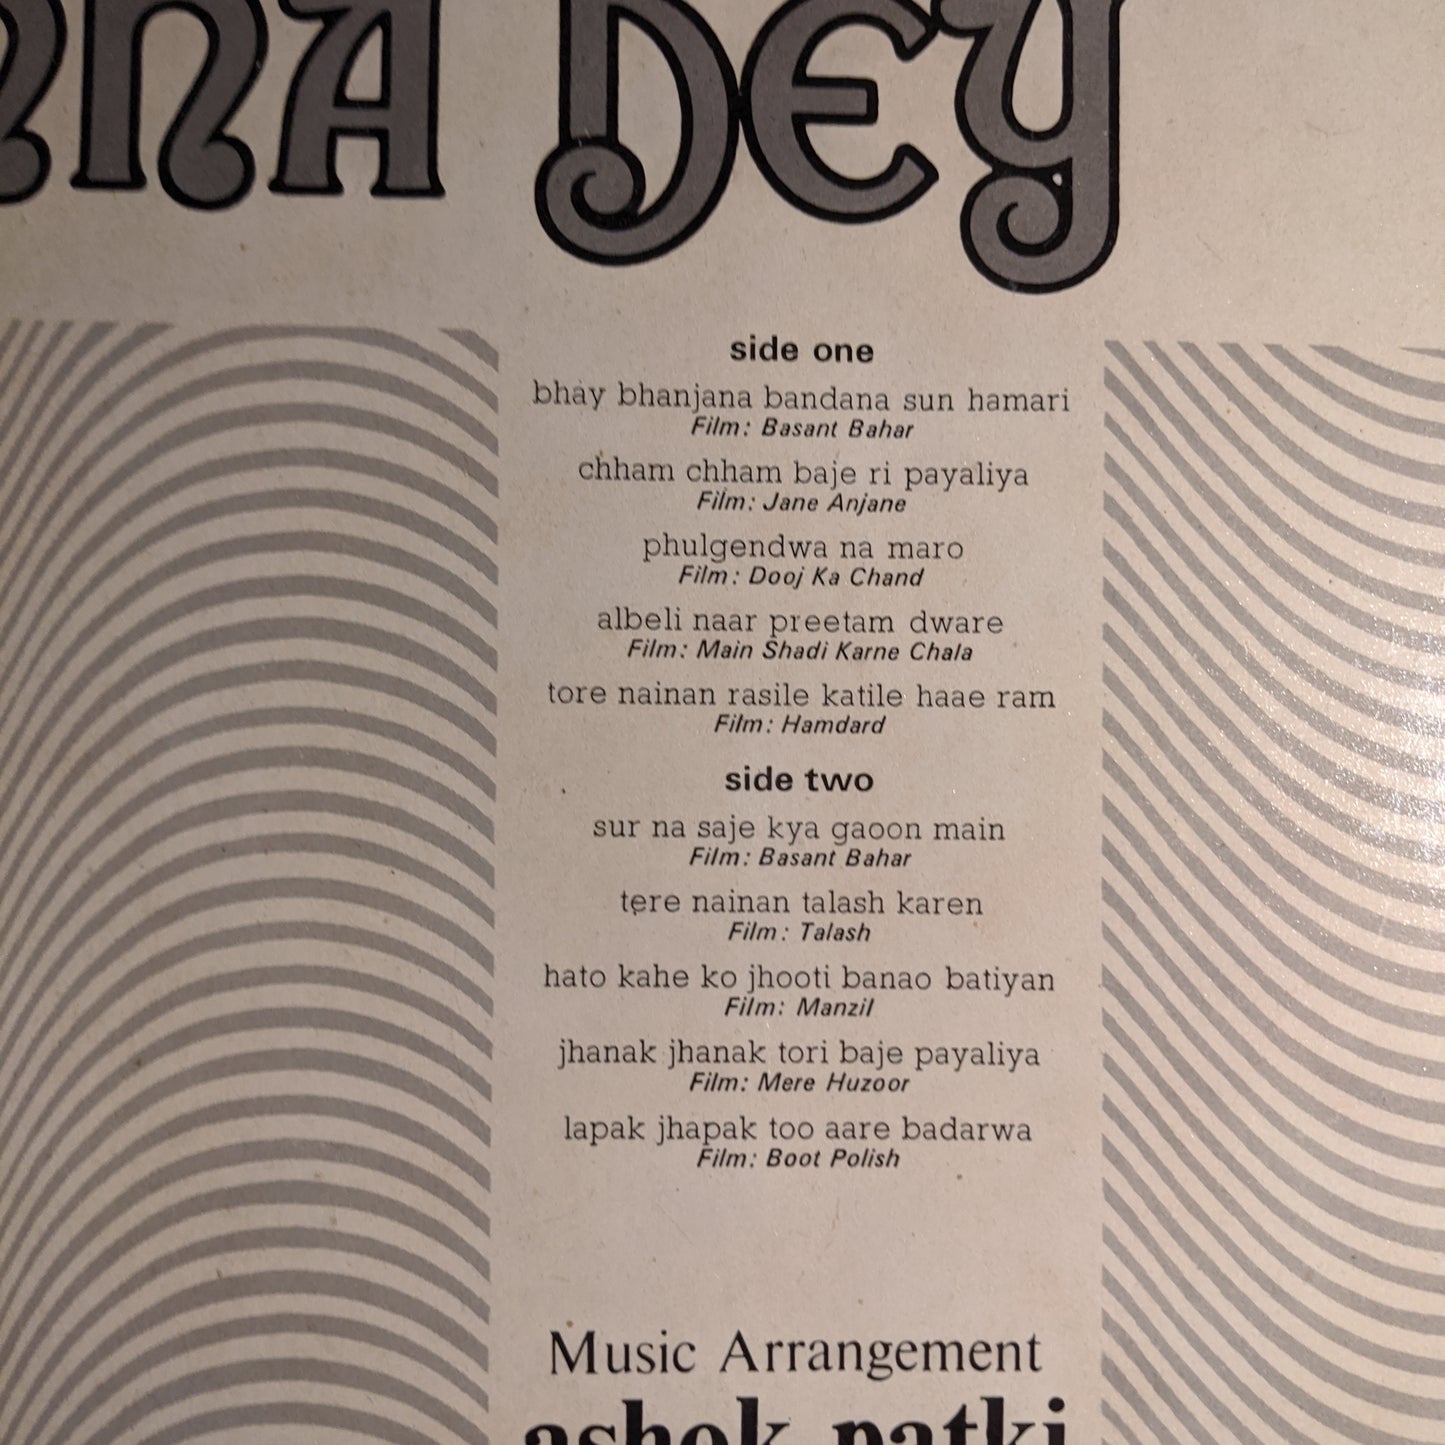 DEY
side one
bhay bhanjana bandana sun hamari
Film: Basant Bahar
chham chham baje ri payaliya
Film: Jane Anjane
phulgendwa na maro
Film: Dooj Ka Chand
albeli naar preetam dware
Film: Main Shadi Karne Chala
tore nainan rasile katile haae ram
Film: Hamdard
side two
sur na saje kya gaoon main
Film: Basant Bahar
tere nainan talash karen
Film: Talash
hato kahe ko jhooti banao batiyan
Film: Manzil
jhanak jhanak tori baje payaliya
Film: Mere Huzoor
lapak jhapak too aare badarwa
Film: Boot Polish
Music Arrangement
ashok patki